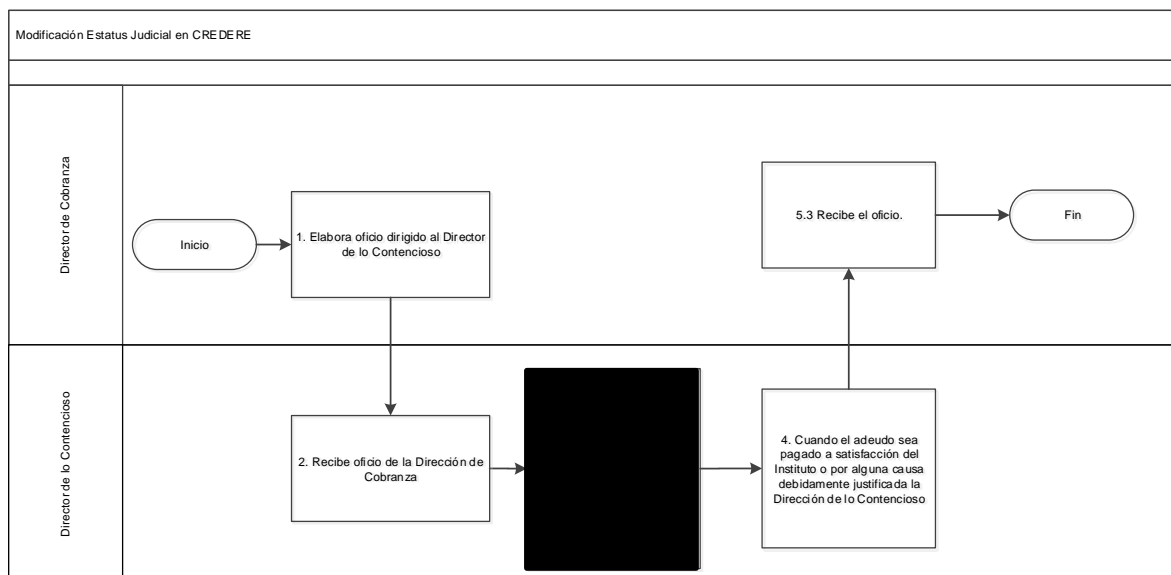 Modificación Estatus Judicial en CREDERE
Director de Cobranza
Inicio
1. Elabora oficio dirigido al Director
de lo Contencioso
5.3 Recibe el oficio.
Fin
Director de lo Contencioso
2. Recibe oficio de la Dirección de
Cobranza
4. Cuando el adeudo sea
pagado a satisfacción del
Instituto o por alguna causa
debidamente justificada la
Dirección de lo Contencioso